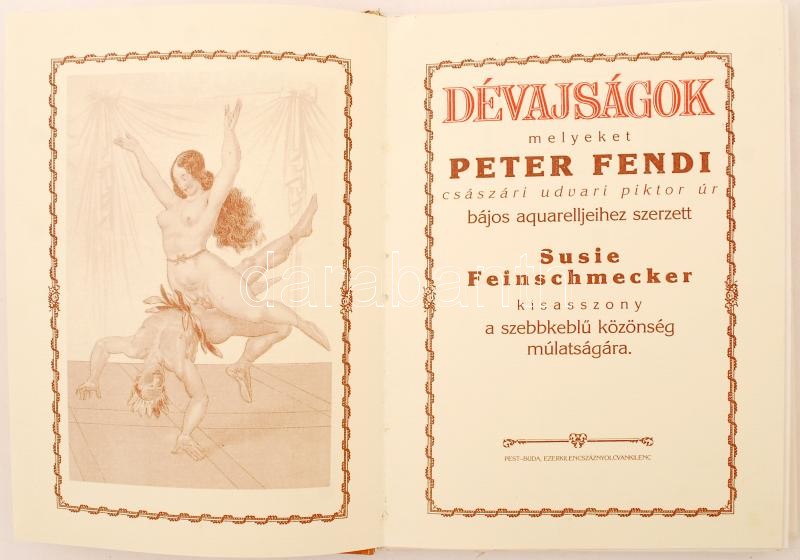 DÉVAJSÁGOK
melyeket
PETER FENDI
császári udvari piktor úr
bájos aquarelljeihez szerzett
Susie
Feinschmecker
kisasszony
a szebbkeblű közönség
múlatságára.
PEST-BUDA, EZERKILENCSZÁZNYOLCVANKILENC